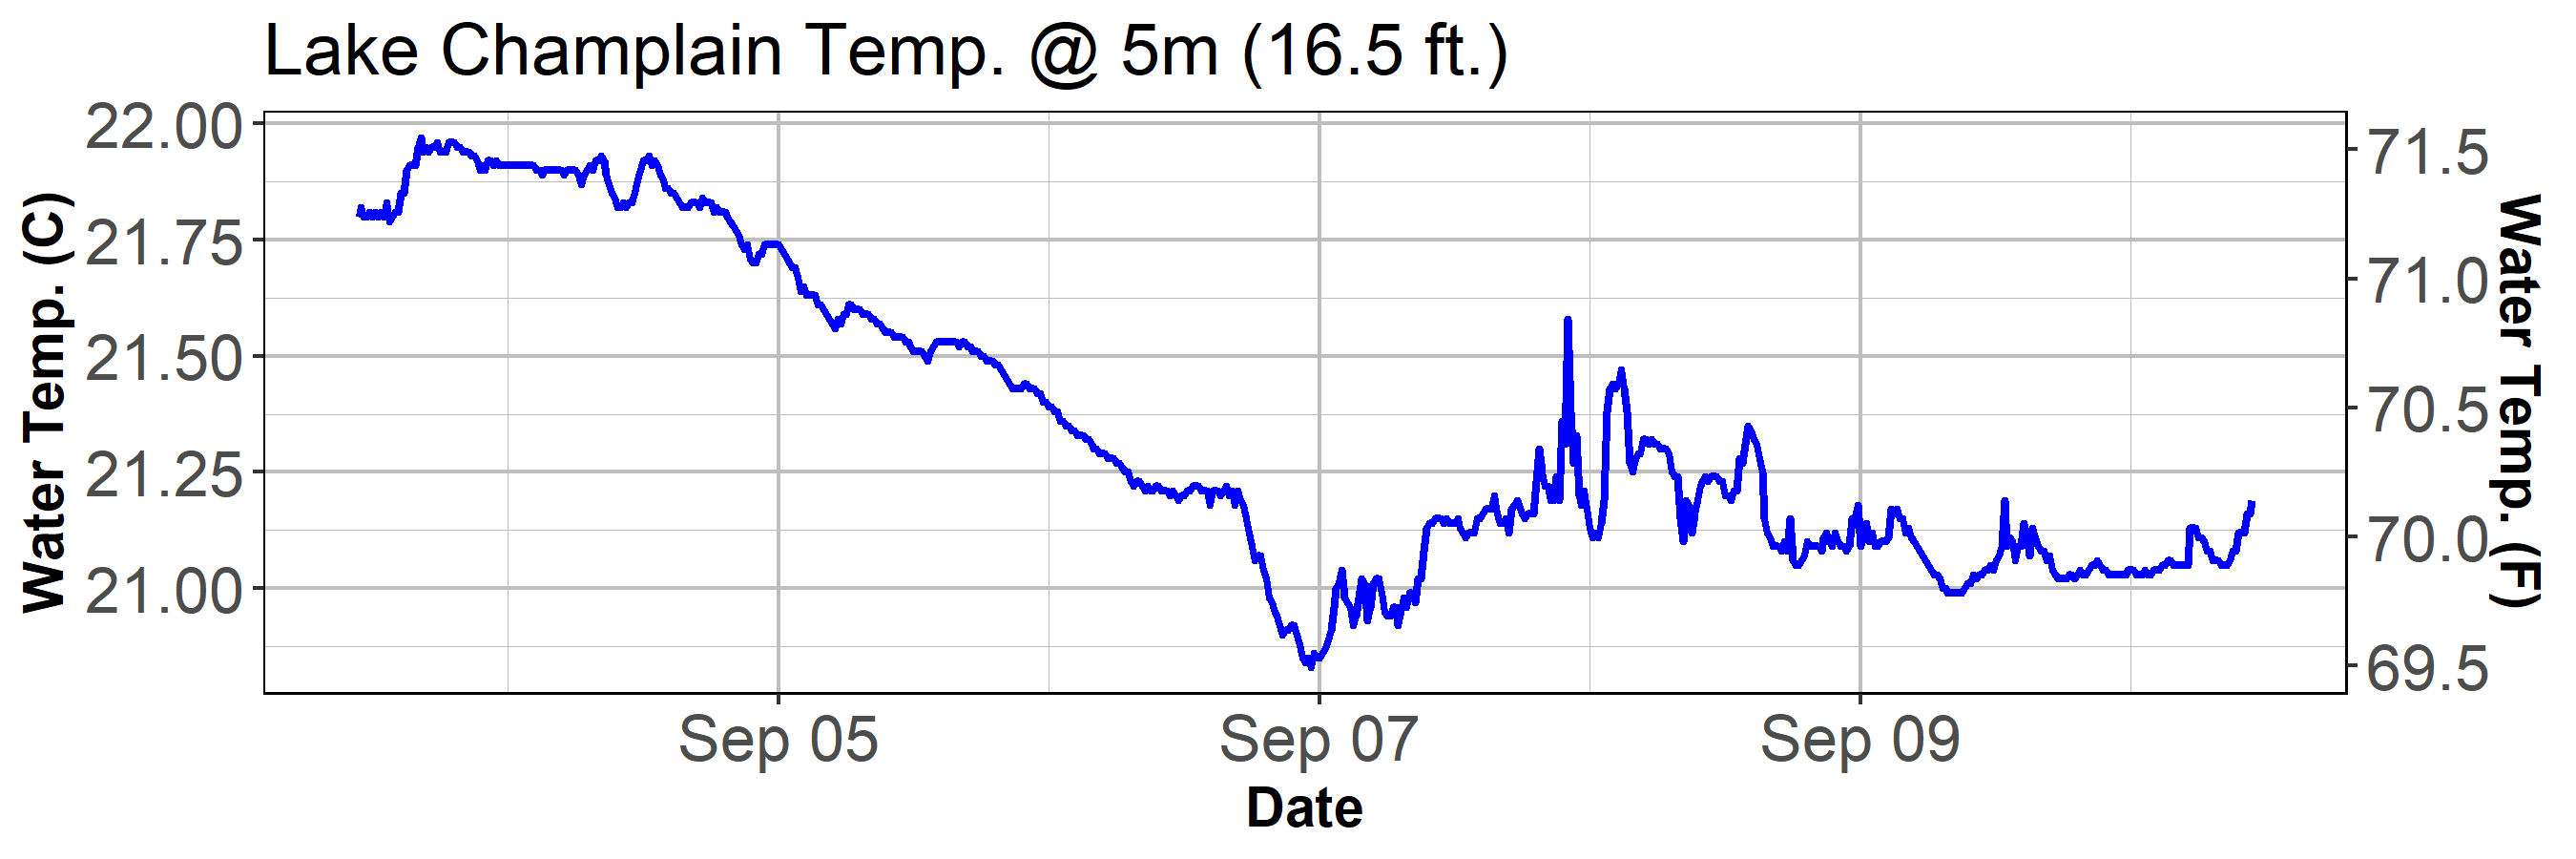 Lake Champlain Temp. @ 5m (16.5 ft.)
Water Temp. (C)
22.00
21.75
21.50
21.25
21.00
71.5
71.0
70.5
70.0
69.5
Water Temp. (F)
Sep 05
Sep 07
Sep 09
Date